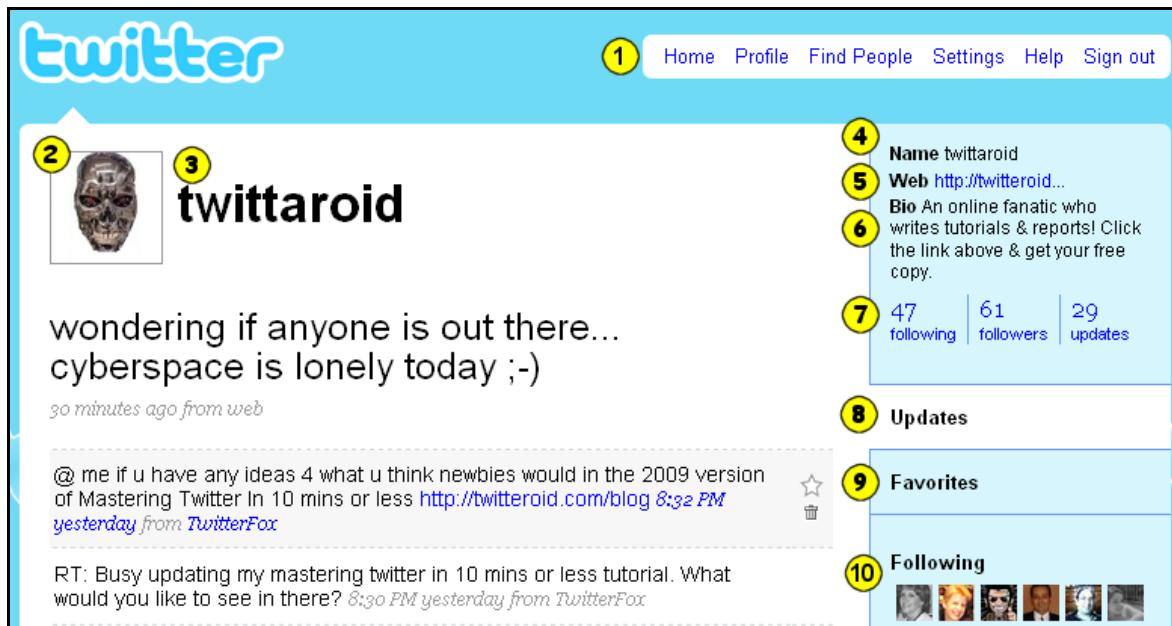 twitter
1 Home Profile Find People Settings Help Sign out
2
3
twittaroid
wondering if anyone is out there...
cyberspace is lonely today ;-)
30 minutes ago from web
@ me if u have any ideas 4 what u think newbies would in the 2009 version
of Mastering Twitter In 10 mins or less http://twitteroid.com/blog 8:32 PM
yesterday from TwitterFox
RT: Busy updating my mastering twitter in 10 mins or less tutorial. What
would you like to see in there? 8:30 PM yesterday from TwitterFox
4 Name twittaroid
5 Web http://twitteroid...
6 Bio An online fanatic who
writes tutorials & reports! Click
the link above & get your free
copy.
7 47 61 29
following followers updates
8 Updates
9 Favorites
10 Following